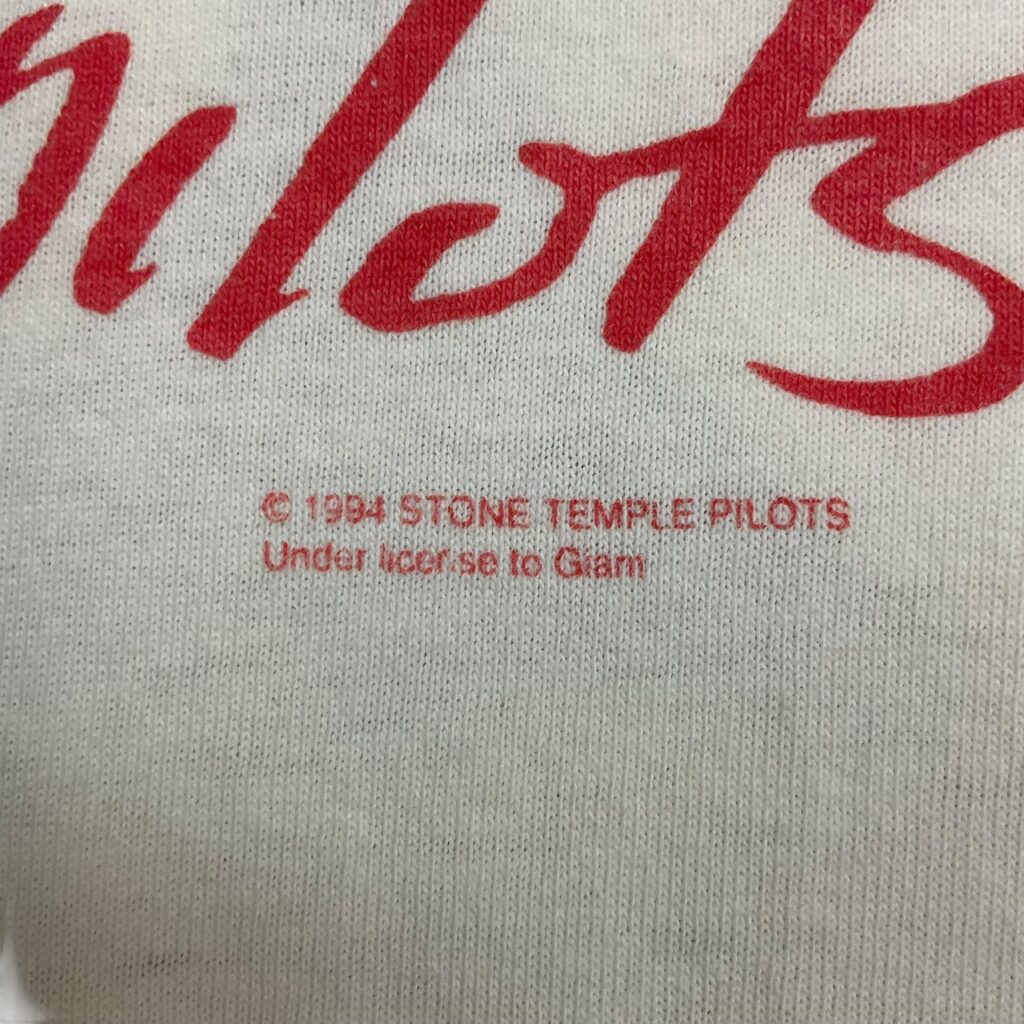 Pilots
© 1994 STONE TEMPLE PILOTS
Under license to Giant